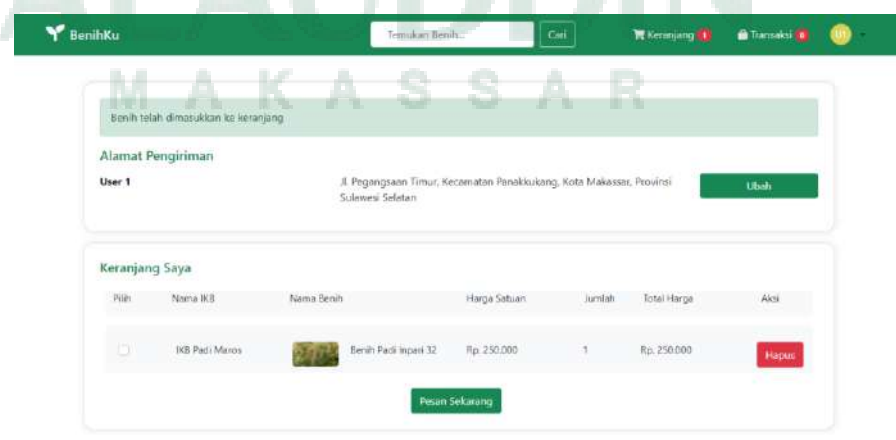 BenihKu
Temukan Benih...
Cari
Keranjang 1
Transaksi
U1
MAKASSAR
Benih telah dimasukkan ke keranjang
Alamat Pengiriman
User 1
Jl. Pegangsaan Timur, Kecamatan Panakkukang, Kota Makassar, Provinsi
Sulawesi Selatan
Ubah
Keranjang Saya
Pilih Nama IKB Nama Benih Harga Satuan Jumlah Total Harga Aksi
IKB Padi Maros Benih Padi Inpari 32 Rp. 250.000 1 Rp. 250.000 Hapus
Pesan Sekarang